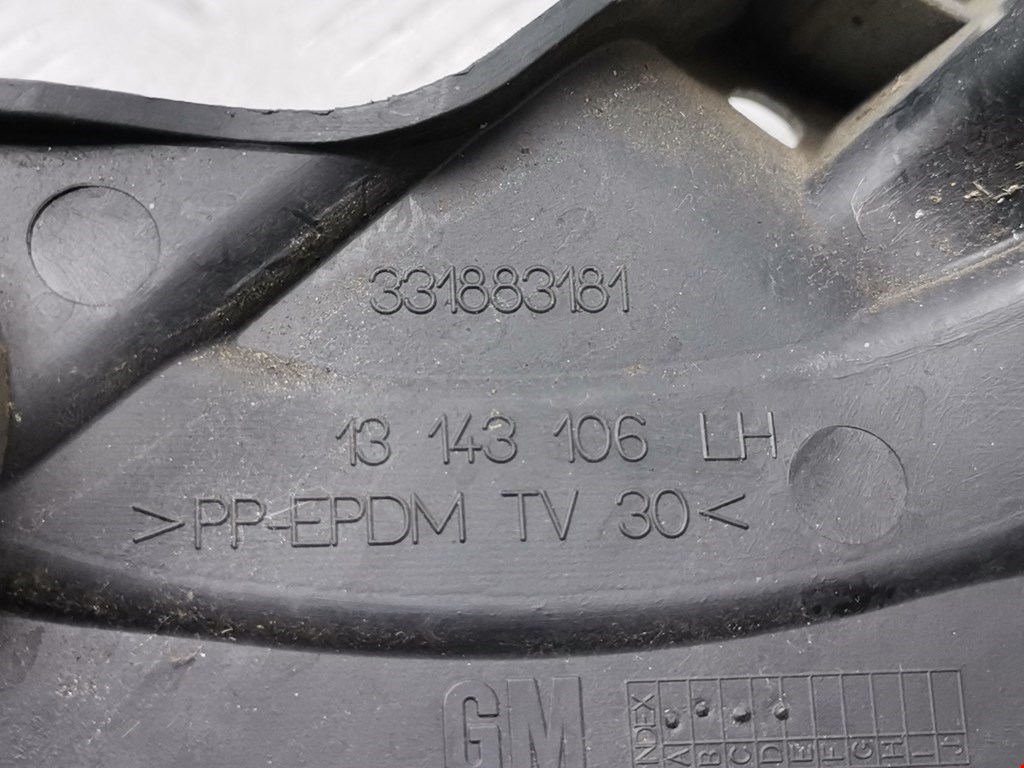 331883181
13 143 106 LH
>PP-EPDM TV 30<
GM
INDEX
A B C D E F G H I J